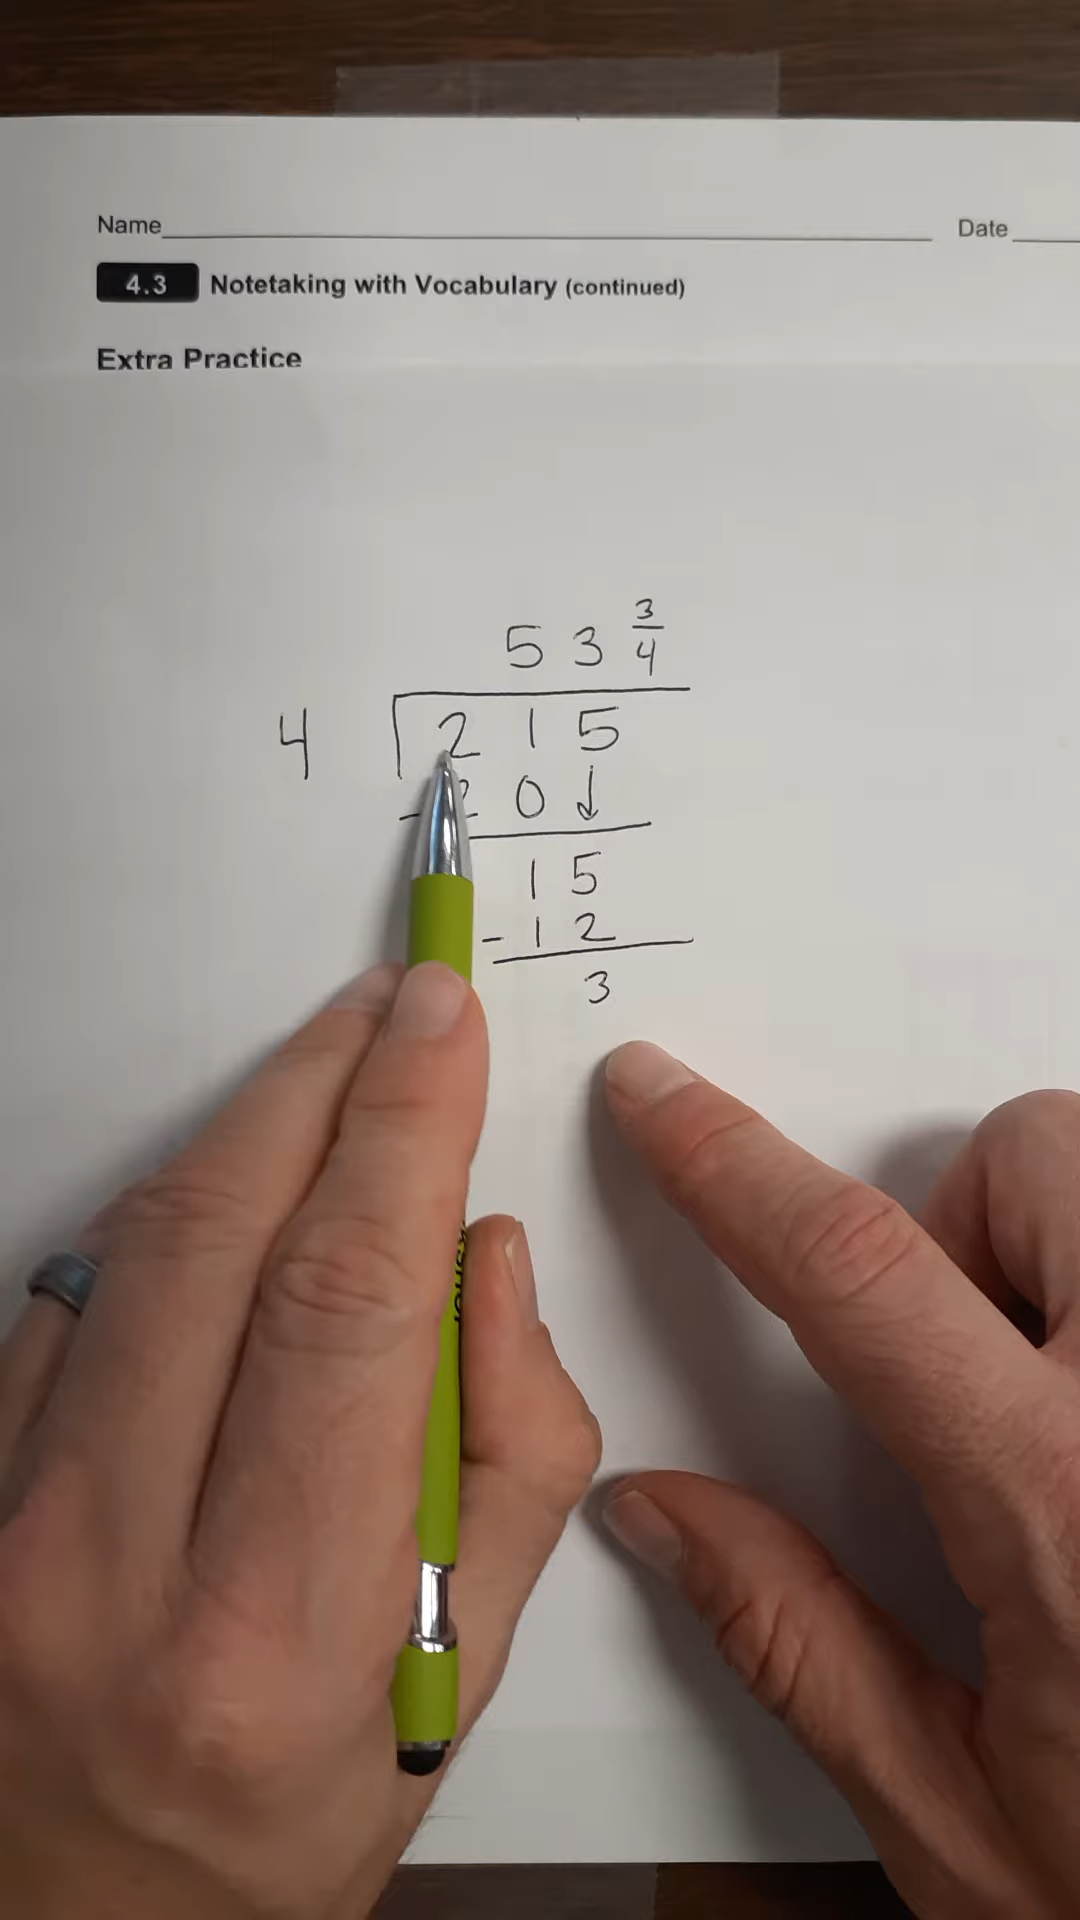 Name Date
4.3 Notetaking with Vocabulary (continued)
Extra Practice
5 3 3/4
4 2 1 5
- 2 0 ↓
1 5
- 1 2
3